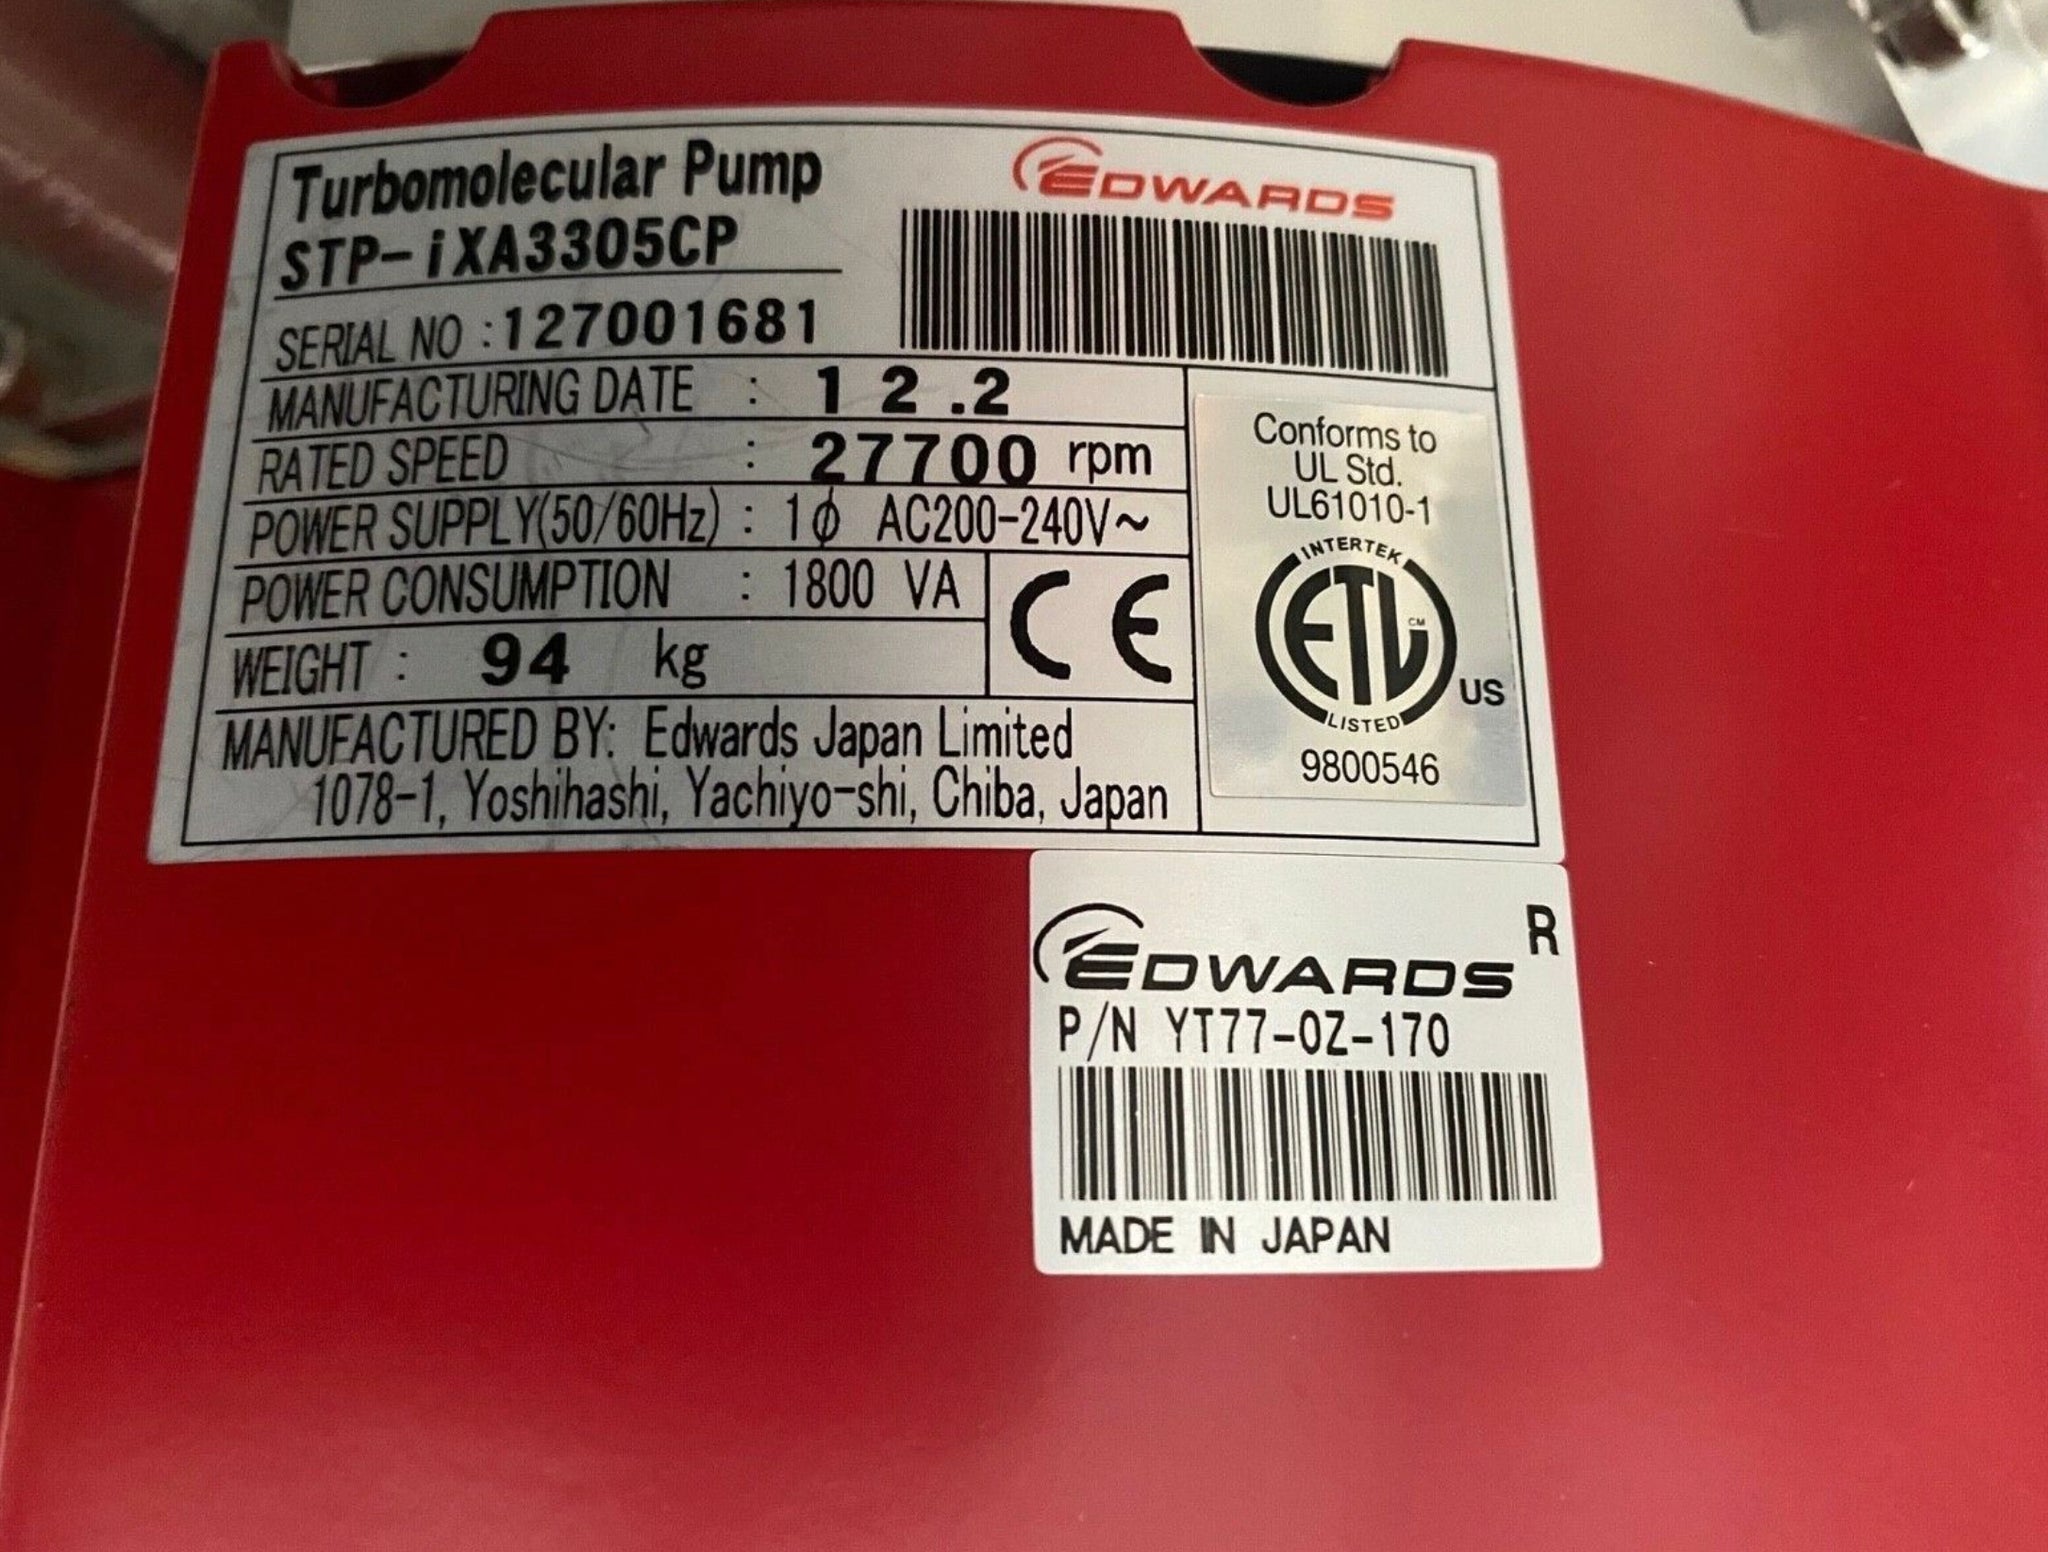 Turbomolecular Pump
EDWARDS
STP-iXA3305CP
SERIAL NO :127001681
MANUFACTURING DATE : 12.2
RATED SPEED : 27700 rpm
POWER SUPPLY(50/60Hz) : 1ϕ AC200-240V~
POWER CONSUMPTION : 1800 VA
WEIGHT : 94 kg
CE
MANUFACTURED BY: Edwards Japan Limited
1078-1, Yoshihashi, Yachiyo-shi, Chiba, Japan
Conforms to
UL Std.
UL61010-1
INTERTEK
ETL CM
US
LISTED
9800546
EDWARDS R
P/N YT77-0Z-170
MADE IN JAPAN